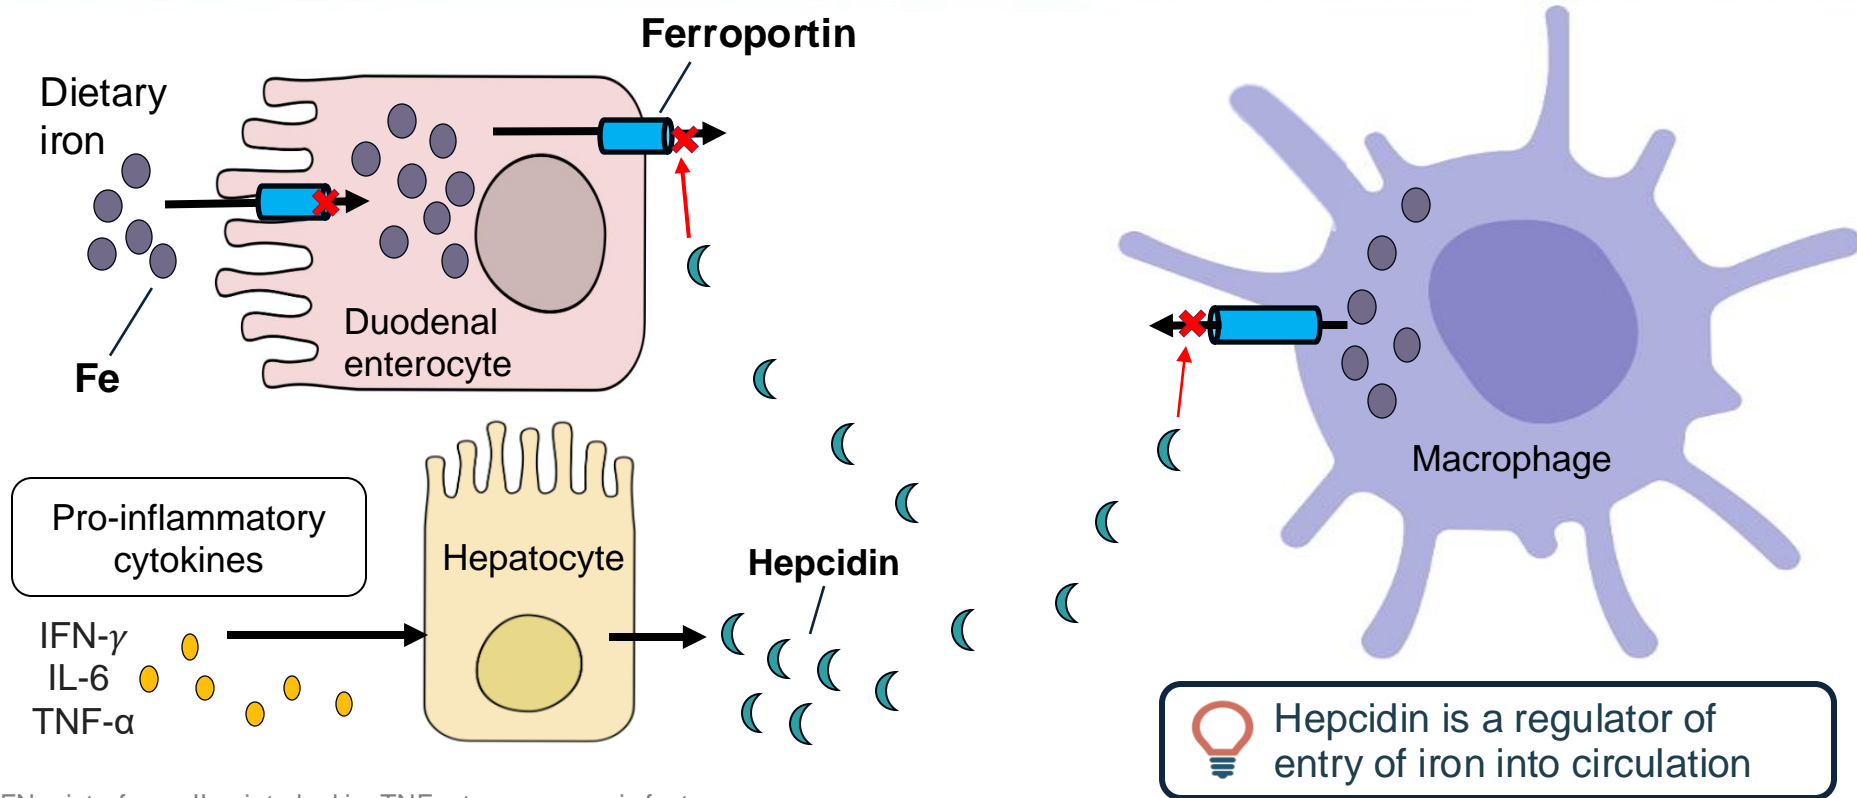 Ferroportin
Dietary
iron
Fe
Duodenal
enterocyte
Macrophage
Pro-inflammatory
cytokines
IFN-γ
IL-6
TNF-α
Hepatocyte
Hepcidin
Hepcidin is a regulator of
entry of iron into circulation